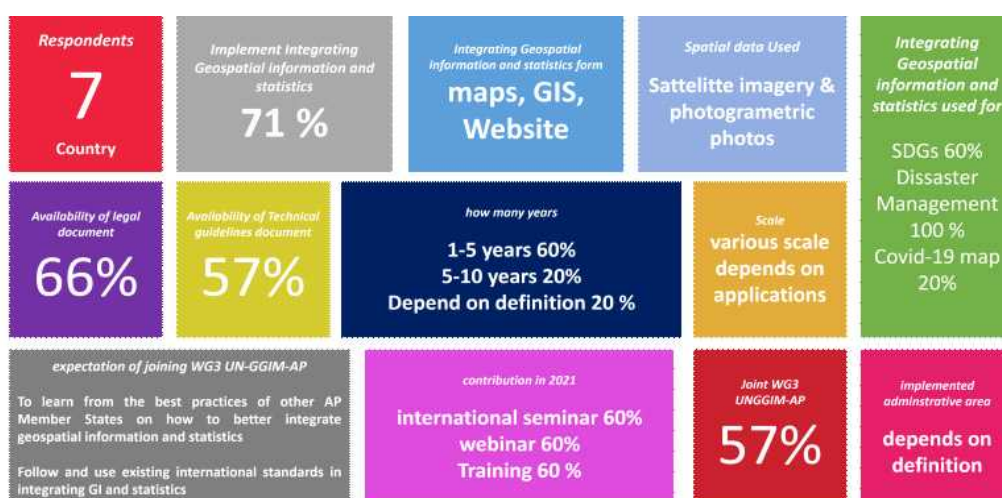 Respondents
7
Country
Implement Integrating
Geospatial information and
statistics
71 %
Integrating Geospatial
information and statistics form
maps, GIS,
Website
Spatial data Used
Sattelitte imagery &
photogrametric
photos
Integrating
Geospatial
information and
statistics used for
SDGs 60%
Dissaster
Management
100 %
Covid-19 map
20%
Availability of legal
document
66%
Availability of Technical
guidelines document
57%
how many years
1-5 years 60%
5-10 years 20%
Depend on definition 20 %
Scale
various scale
depends on
applications
expectation of joining WG3 UN-GGIM-AP
To learn from the best practices of other AP
Member States on how to better integrate
geospatial information and statistics
Follow and use existing international standards in
integrating GI and statistics
contribution in 2021
international seminar 60%
webinar 60%
Training 60 %
Joint WG3
UNGGIM-AP
57%
implemented
adminstrative area
depends on
definition